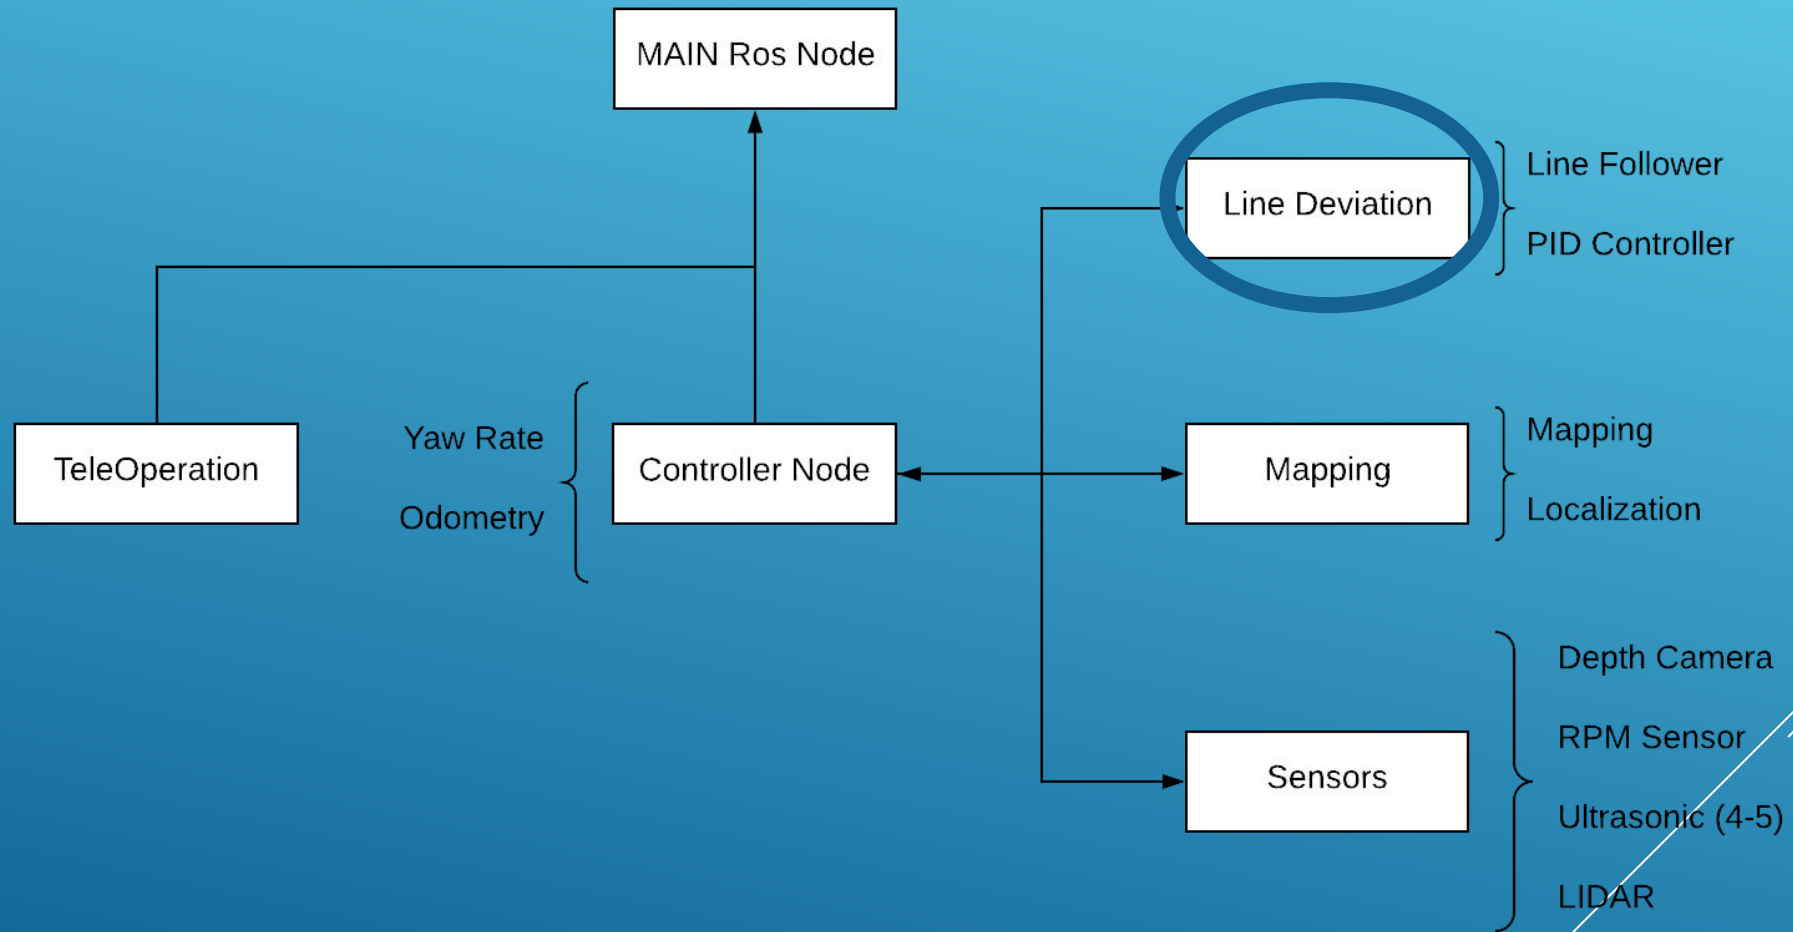 MAIN Ros Node
Line Deviation
Line Follower
PID Controller
TeleOperation
Yaw Rate
Odometry
Controller Node
Mapping
Mapping
Localization
Sensors
Depth Camera
RPM Sensor
Ultrasonic (4-5)
LIDAR